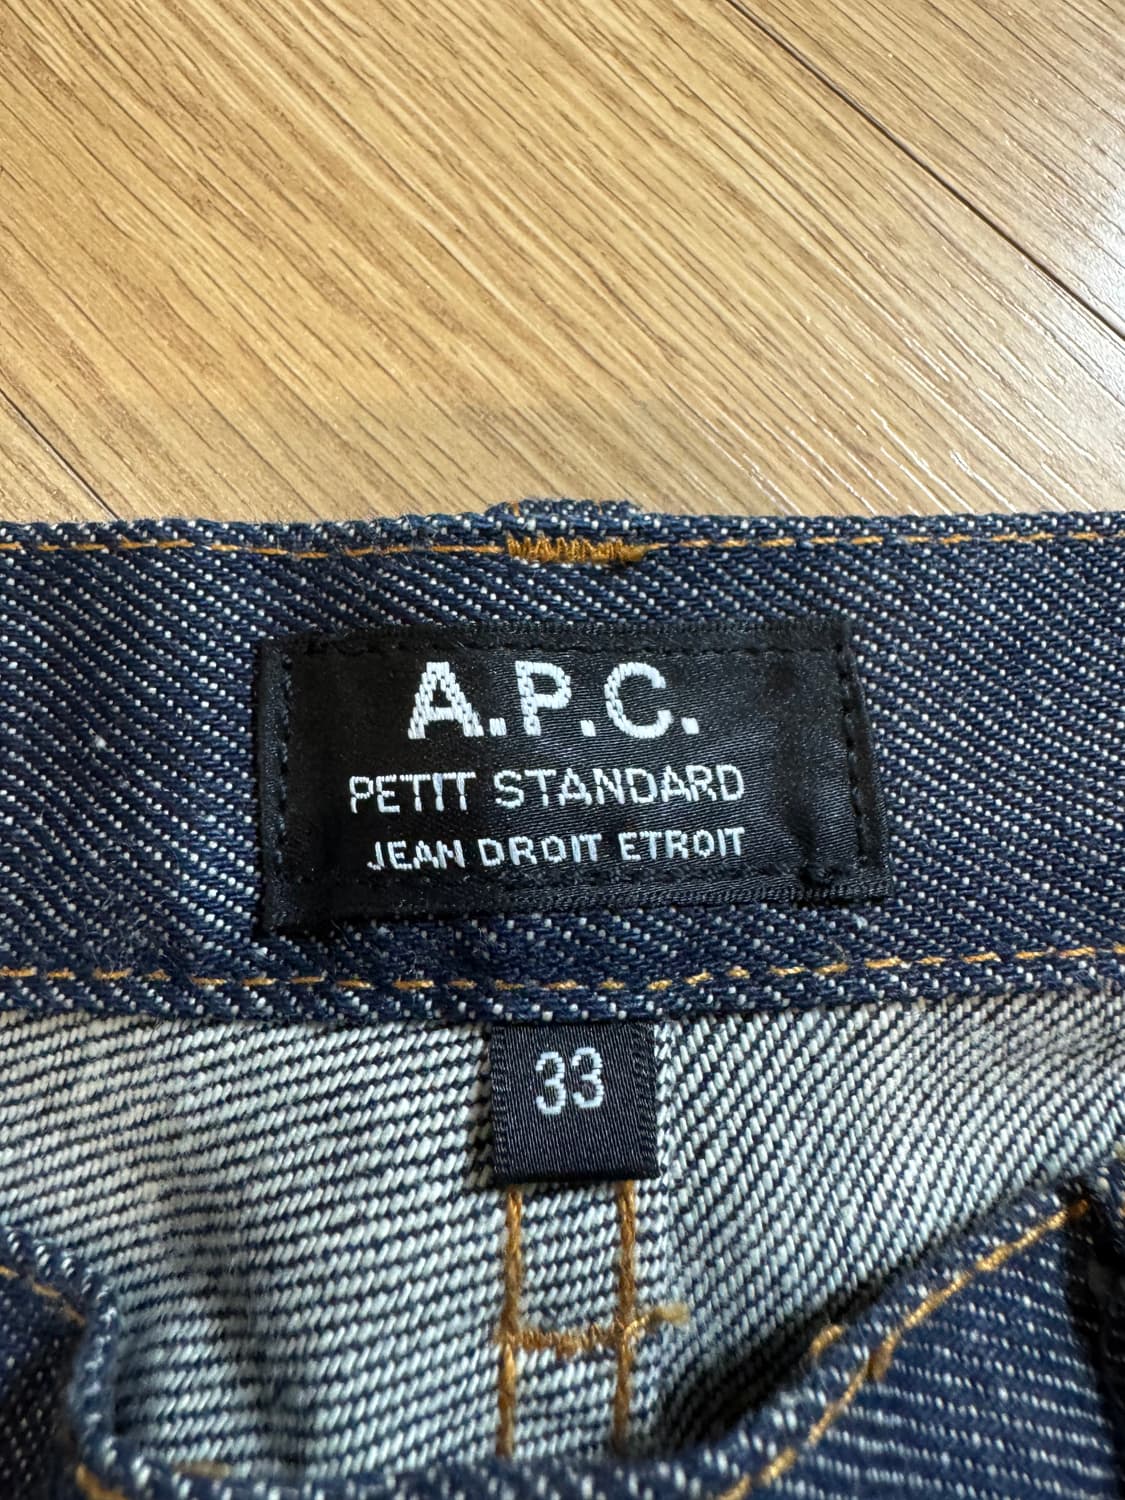 A.P.C.
PETIT STANDARD
JEAN DROIT ETROIT
33